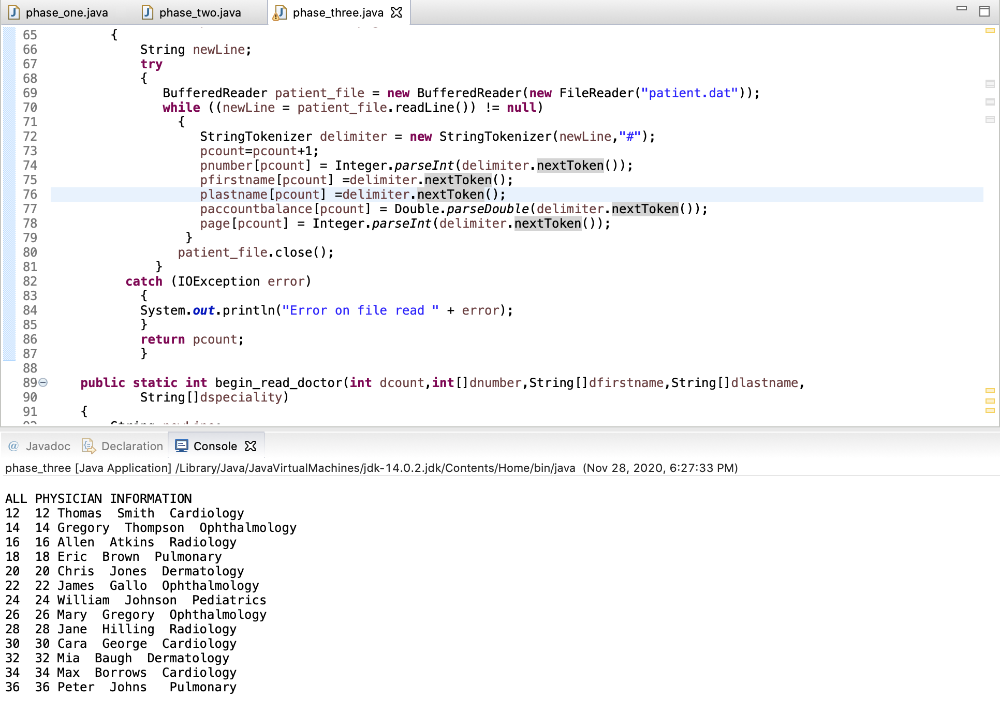 phase_one.java phase_two.java phase_three.java
65 {
66 String newLine;
67 try
68 {
69 BufferedReader patient_file = new BufferedReader(new FileReader("patient.dat"));
70 while ((newLine = patient_file.readLine()) != null)
71 {
72 StringTokenizer delimiter = new StringTokenizer(newLine,"#");
73 pcount=pcount+1;
74 pnumber[pcount] = Integer.parseInt(delimiter.nextToken());
75 pfirstname[pcount] =delimiter.nextToken();
76 plastname[pcount] =delimiter.nextToken();
77 paccountbalance[pcount] = Double.parseDouble(delimiter.nextToken());
78 page[pcount] = Integer.parseInt(delimiter.nextToken());
79 }
80 patient_file.close();
81 }
82 catch (IOException error)
83 {
84 System.out.println("Error on file read " + error);
85 }
86 return pcount;
87 }
88
89 public static int begin_read_doctor(int dcount,int[]dnumber,String[]dfirstname,String[]dlastname,
90 String[]dspeciality)
91 {
@ Javadoc Declaration Console
phase_three [Java Application] /Library/Java/JavaVirtualMachines/jdk-14.0.2.jdk/Contents/Home/bin/java (Nov 28, 2020, 6:27:33 PM)
ALL PHYSICIAN INFORMATION
12 12 Thomas Smith Cardiology
14 14 Gregory Thompson Ophthalmology
16 16 Allen Atkins Radiology
18 18 Eric Brown Pulmonary
20 20 Chris Jones Dermatology
22 22 James Gallo Ophthalmology
24 24 William Johnson Pediatrics
26 26 Mary Gregory Ophthalmology
28 28 Jane Hilling Radiology
30 30 Cara George Cardiology
32 32 Mia Baugh Dermatology
34 34 Max Borrows Cardiology
36 36 Peter Johns Pulmonary